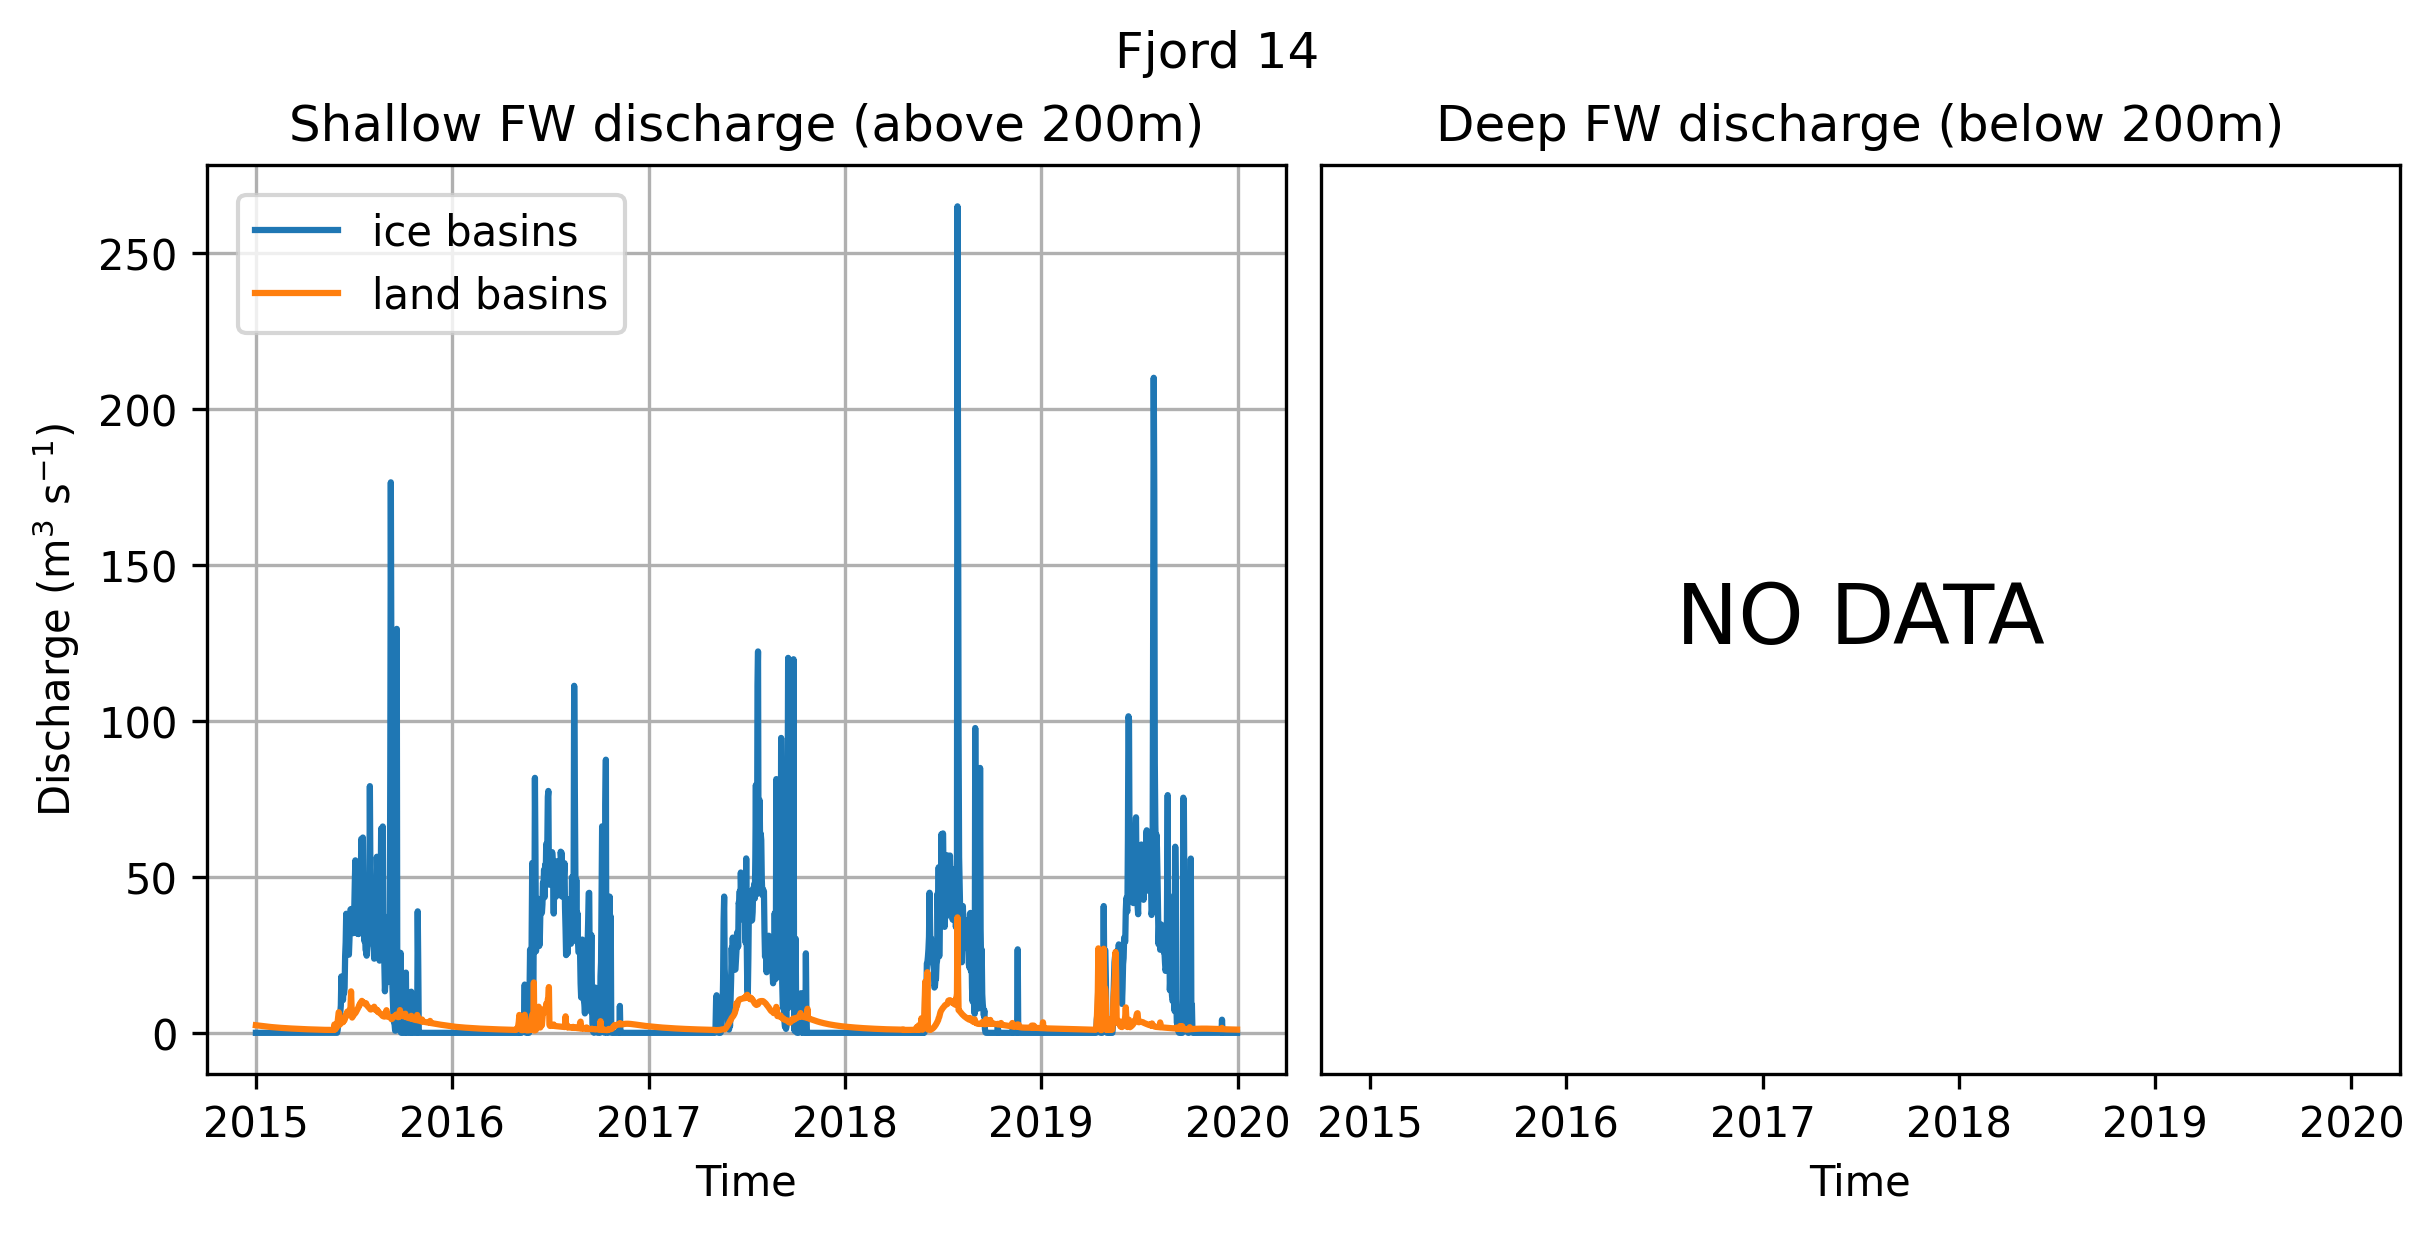 Fjord 14
Shallow FW discharge (above 200m)
ice basins
land basins
250
200
150
100
50
0
Discharge (m³ s⁻¹)
2015 2016 2017 2018 2019 2020
Time
Deep FW discharge (below 200m)
NO DATA
2015 2016 2017 2018 2019 2020
Time